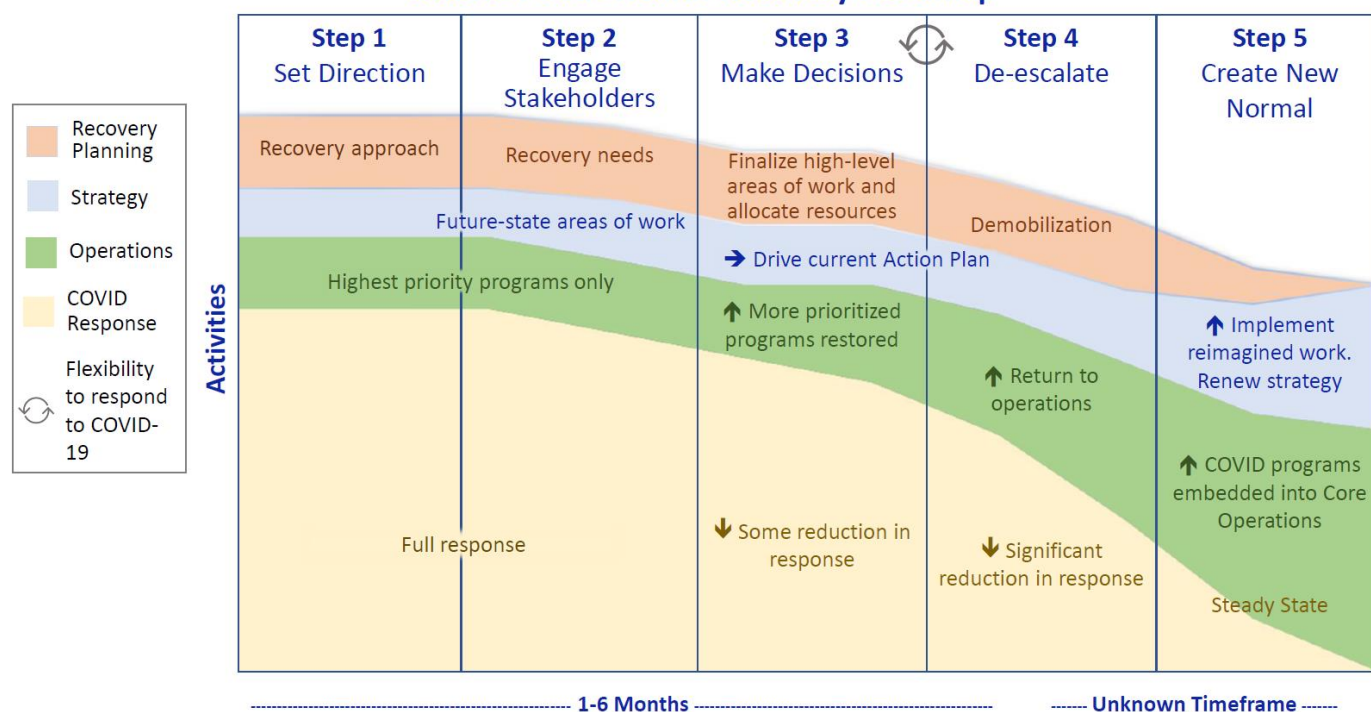 Step 1
Set Direction
Step 2
Engage
Stakeholders
Step 3
Make Decisions
Step 4
De-escalate
Step 5
Create New
Normal
Recovery
Planning
Strategy
Operations
COVID
Response
Flexibility
to respond
to COVID-
19
Activities
Recovery approach
Recovery needs
Finalize high-level
areas of work and
allocate resources
Demobilization
Future-state areas of work
→ Drive current Action Plan
↑ Implement
reimagined work.
Renew strategy
Highest priority programs only
↑ More prioritized
programs restored
↑ Return to
operations
↑ COVID programs
embedded into Core
Operations
Full response
↓ Some reduction in
response
↓ Significant
reduction in response
Steady State
1-6 Months
Unknown Timeframe